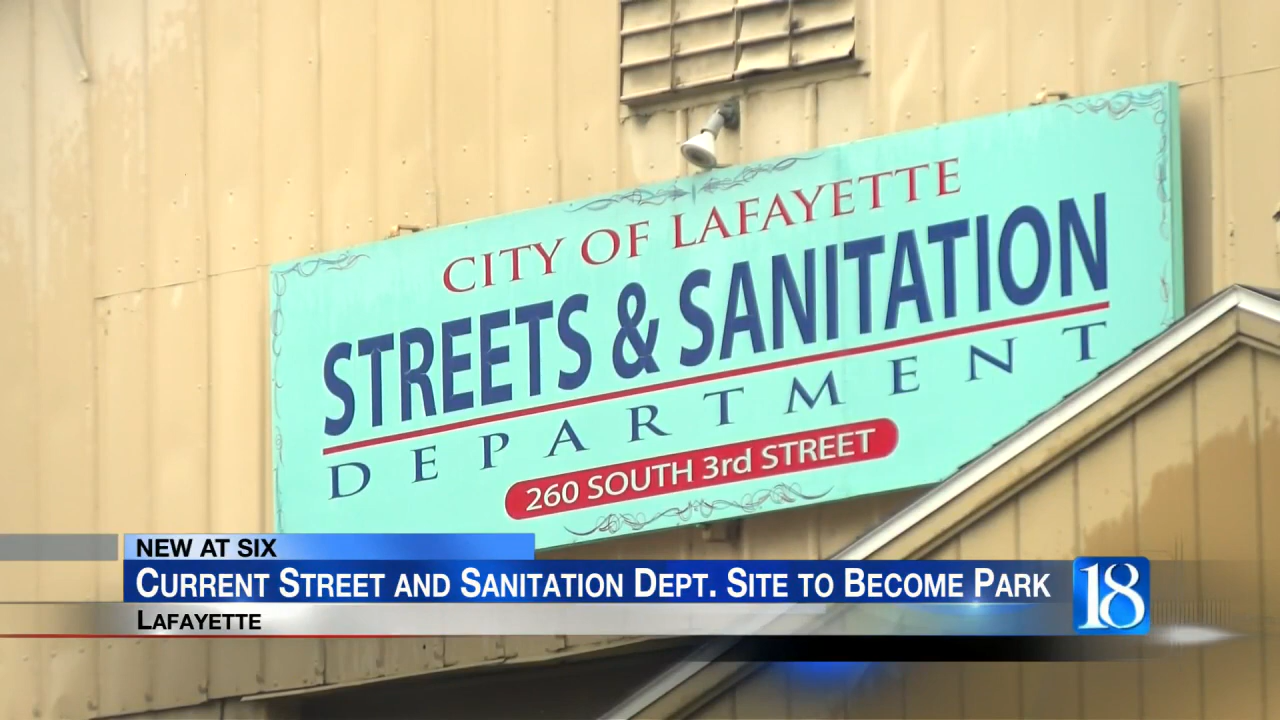 CITY OF LAFAYETTE
STREETS & SANITATION
DEPARTMENT
260 SOUTH 3rd STREET
NEW AT SIX
CURRENT STREET AND SANITATION DEPT. SITE TO BECOME PARK
18
LAFAYETTE